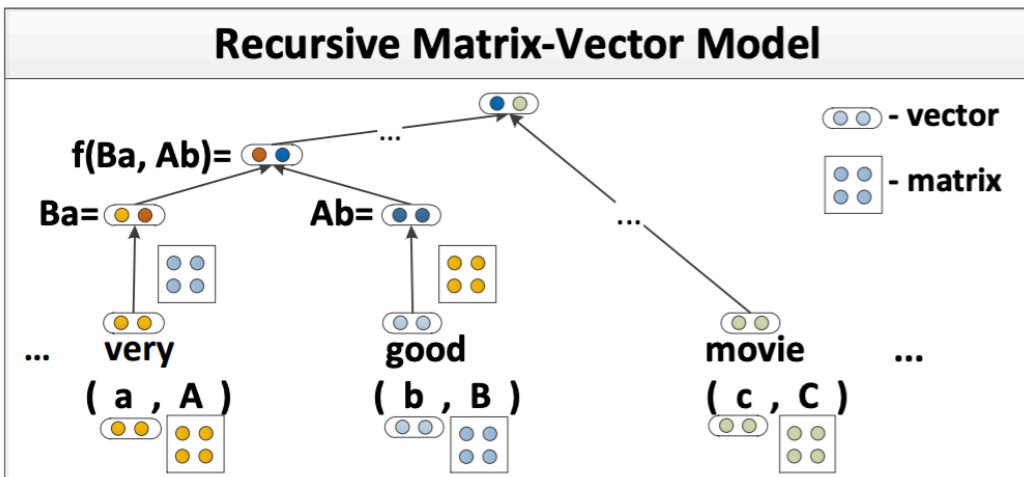 Recursive Matrix-Vector Model
- vector
...
f(Ba, Ab)=
- matrix
Ba=
Ab=
...
... very good movie ...
( a , A ) ( b , B ) ( c , C )